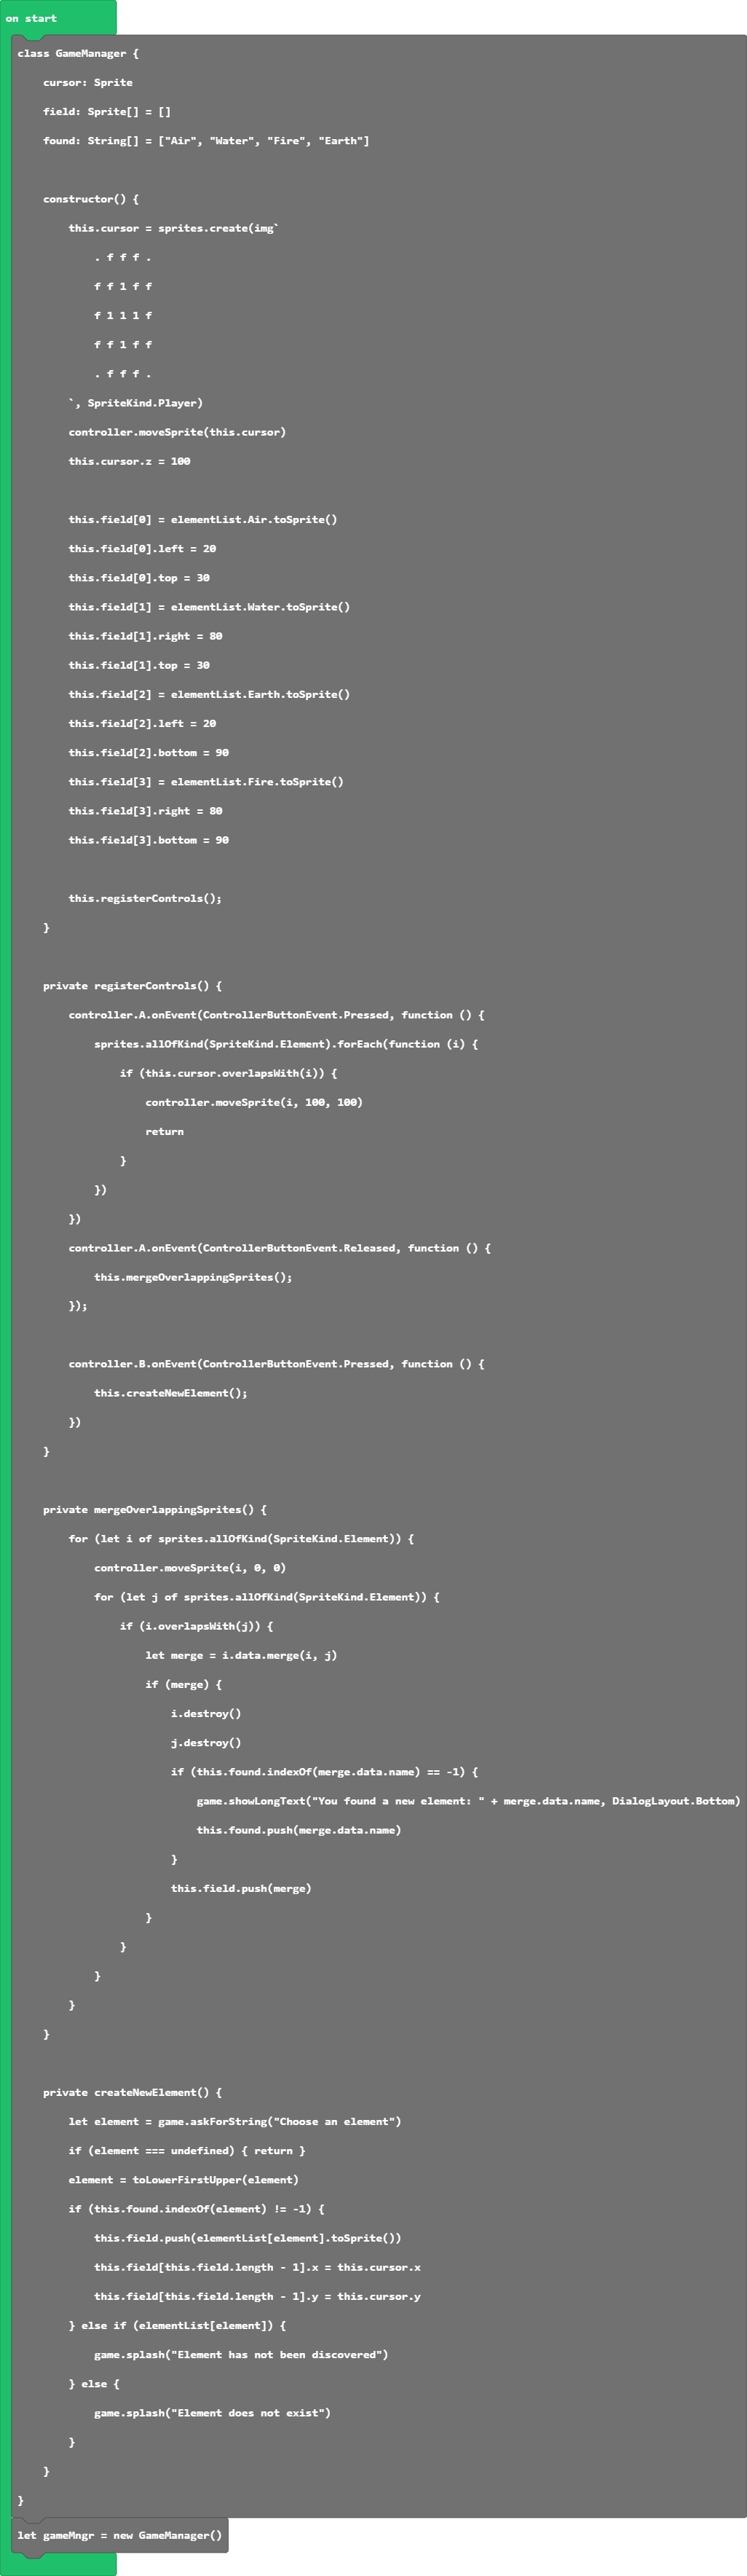 on start
class GameManager {
cursor: Sprite
field: Sprite[] = []
found: String[] = ["Air", "Water", "Fire", "Earth"]
constructor() {
this.cursor = sprites.create(img`
. f f f .
f f 1 f f
f 1 1 1 f
f f 1 f f
. f f f .
`, SpriteKind.Player)
controller.moveSprite(this.cursor)
this.cursor.z = 100
this.field[0] = elementList.Air.toSprite()
this.field[0].left = 20
this.field[0].top = 30
this.field[1] = elementList.Water.toSprite()
this.field[1].right = 80
this.field[1].top = 30
this.field[2] = elementList.Earth.toSprite()
this.field[2].left = 20
this.field[2].bottom = 90
this.field[3] = elementList.Fire.toSprite()
this.field[3].right = 80
this.field[3].bottom = 90
this.registerControls();
}
private registerControls() {
controller.A.onEvent(ControllerButtonEvent.Pressed, function () {
sprites.allOfKind(SpriteKind.Element).forEach(function (i) {
if (this.cursor.overlapsWith(i)) {
controller.moveSprite(i, 100, 100)
return
}
})
})
controller.A.onEvent(ControllerButtonEvent.Released, function () {
this.mergeOverlappingSprites();
});
controller.B.onEvent(ControllerButtonEvent.Pressed, function () {
this.createNewElement();
})
}
private mergeOverlappingSprites() {
for (let i of sprites.allOfKind(SpriteKind.Element)) {
controller.moveSprite(i, 0, 0)
for (let j of sprites.allOfKind(SpriteKind.Element)) {
if (i.overlapsWith(j)) {
let merge = i.data.merge(i, j)
if (merge) {
i.destroy()
j.destroy()
if (this.found.indexOf(merge.data.name) == -1) {
game.showLongText("You found a new element: " + merge.data.name, DialogLayout.Bottom)
this.found.push(merge.data.name)
}
this.field.push(merge)
}
}
}
}
}
private createNewElement() {
let element = game.askForString("Choose an element")
if (element === undefined) { return }
element = toLowerFirstUpper(element)
if (this.found.indexOf(element) != -1) {
this.field.push(elementList[element].toSprite())
this.field[this.field.length - 1].x = this.cursor.x
this.field[this.field.length - 1].y = this.cursor.y
} else if (elementList[element]) {
game.splash("Element has not been discovered")
} else {
game.splash("Element does not exist")
}
}
}
let gameMngr = new GameManager()